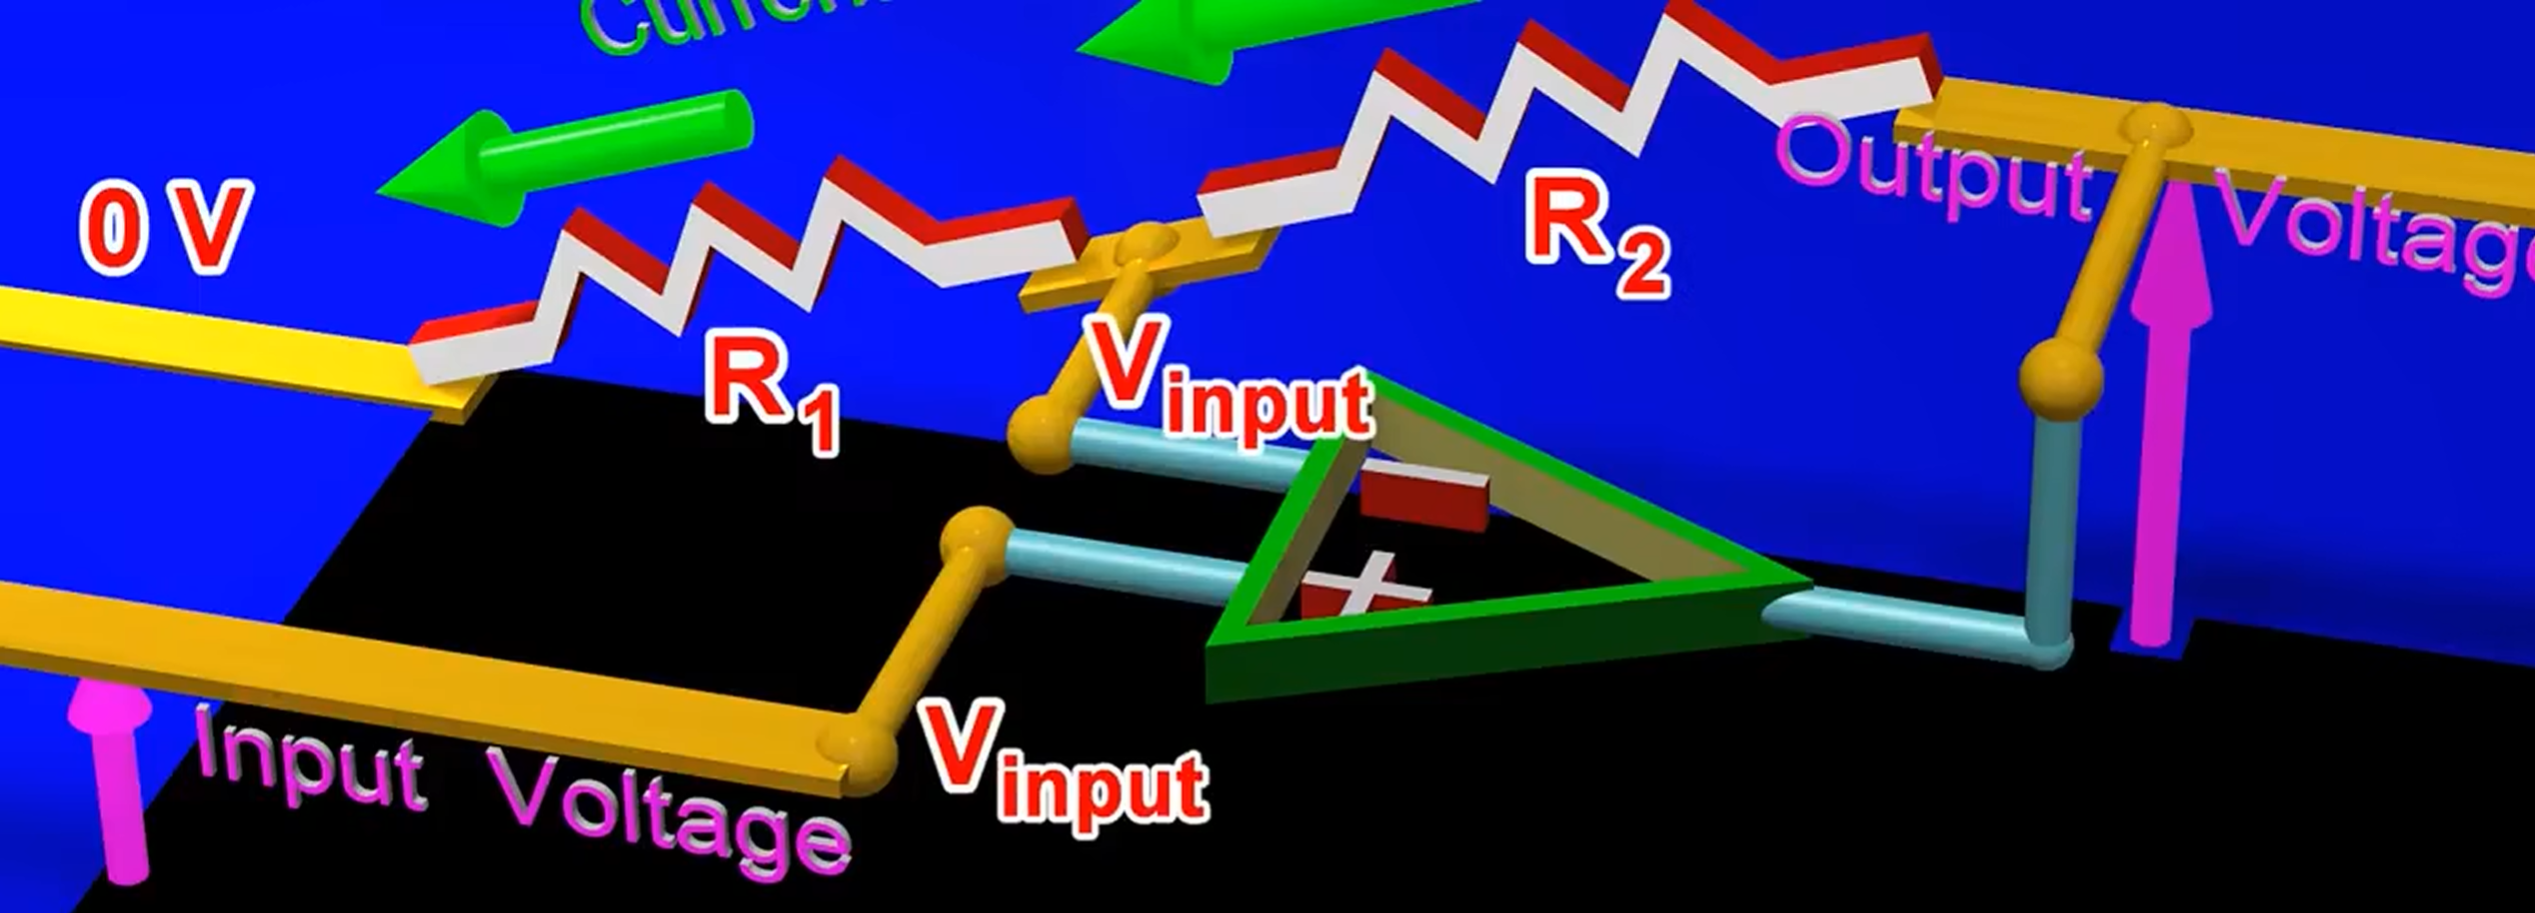 0 V
R1
R2
Output Voltage
Vinput
Input Voltage
Vinput